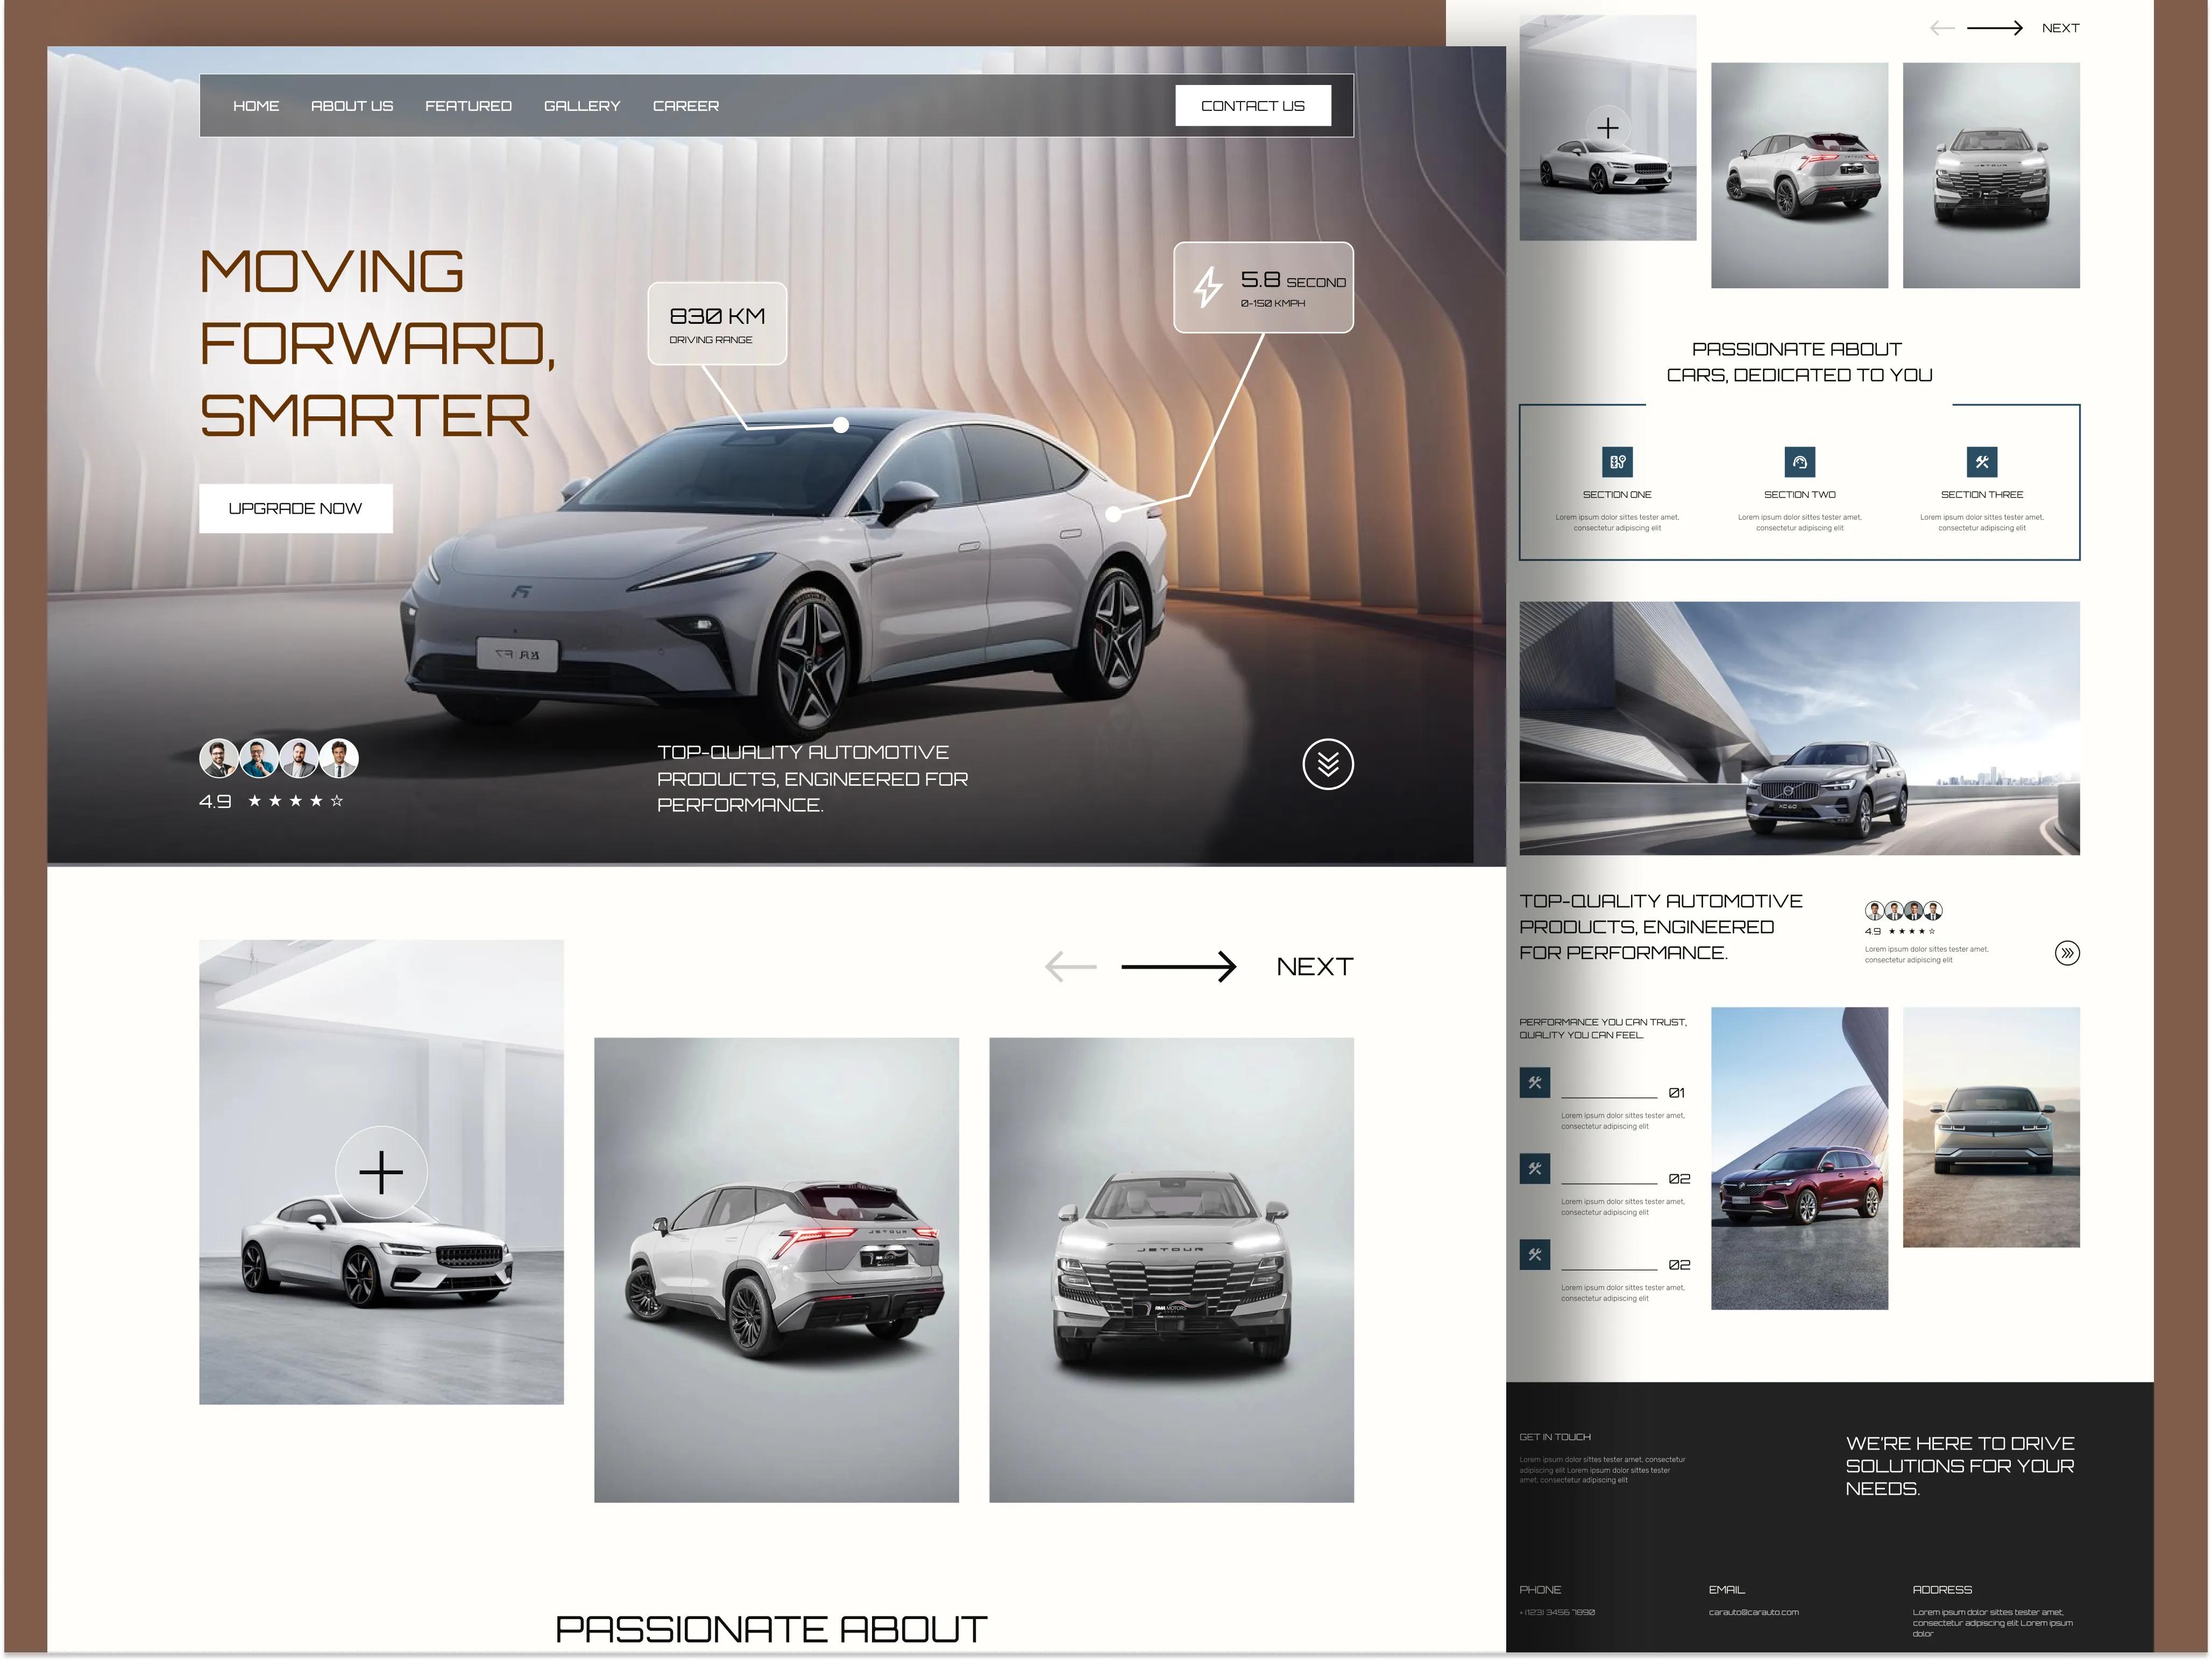 HOME ABOUT US FEATURED GALLERY CAREER CONTACT US
MOVING
FORWARD,
SMARTER
UPGRADE NOW
830 KM
DRIVING RANGE
5.8 SECOND
0-150 KMPH
4.9 ★ ★ ★ ★ ☆
TOP-QUALITY AUTOMOTIVE
PRODUCTS, ENGINEERED FOR
PERFORMANCE.
NEXT
JETOUR
JETOUR
RMA MOTORS
PASSIONATE ABOUT
NEXT
JETOUR
JETOUR
PASSIONATE ABOUT
CARS, DEDICATED TO YOU
SECTION ONE
Lorem ipsum dolor sittes tester amet,
consectetur adipiscing elit
SECTION TWO
Lorem ipsum dolor sittes tester amet,
consectetur adipiscing elit
SECTION THREE
Lorem ipsum dolor sittes tester amet,
consectetur adipiscing elit
XC60
TOP-QUALITY AUTOMOTIVE
PRODUCTS, ENGINEERED
FOR PERFORMANCE.
4.9 ★ ★ ★ ★ ☆
Lorem ipsum dolor sittes tester amet,
consectetur adipiscing elit
PERFORMANCE YOU CAN TRUST,
QUALITY YOU CAN FEEL.
01
Lorem ipsum dolor sittes tester amet,
consectetur adipiscing elit
02
Lorem ipsum dolor sittes tester amet,
consectetur adipiscing elit
02
Lorem ipsum dolor sittes tester amet,
consectetur adipiscing elit
GET IN TOUCH
Lorem ipsum dolor sittes tester amet, consectetur
adipiscing elit Lorem ipsum dolor sittes tester
amet, consectetur adipiscing elit
WE'RE HERE TO DRIVE
SOLUTIONS FOR YOUR
NEEDS.
PHONE
+(123) 3456 7890
EMAIL
carauto@carauto.com
ADDRESS
Lorem ipsum dolor sittes tester amet,
consectetur adipiscing elit Lorem ipsum
dolor